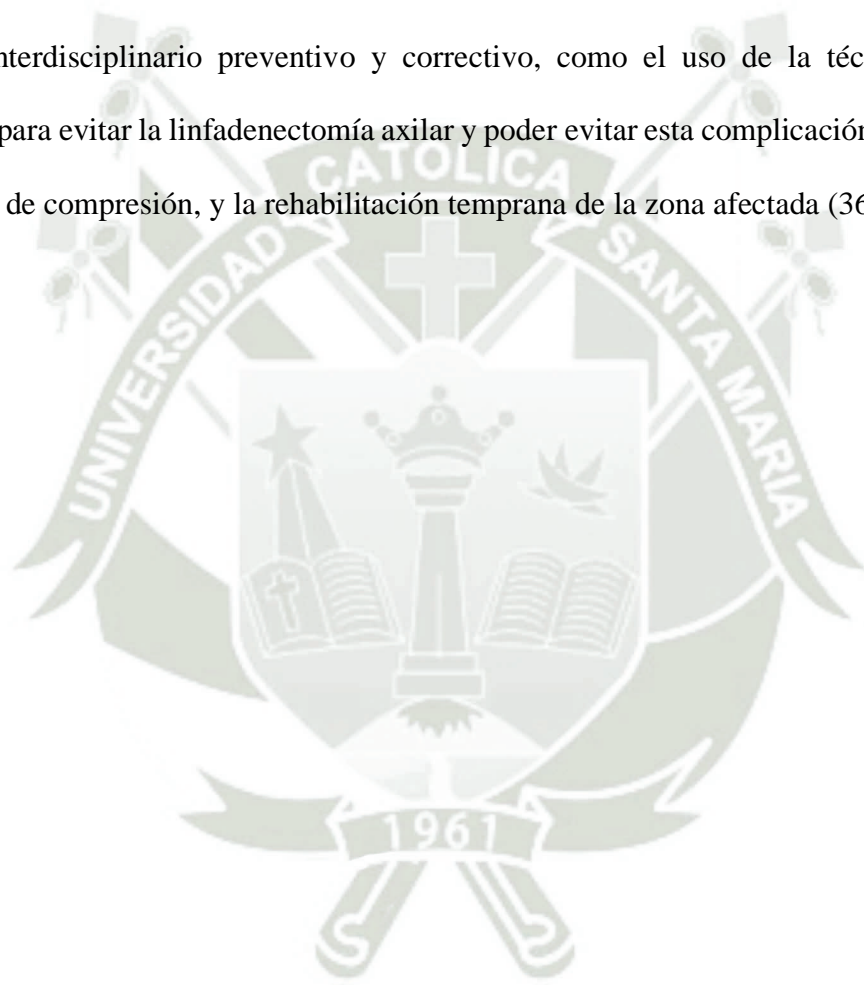 nterdisciplinario preventivo y correctivo, como el uso de la téc
para evitar la linfadenectomía axilar y poder evitar esta complicación
de compresión, y la rehabilitación temprana de la zona afectada (36
UNIVERSIDAD CATOLICA SANTA MARIA
1961